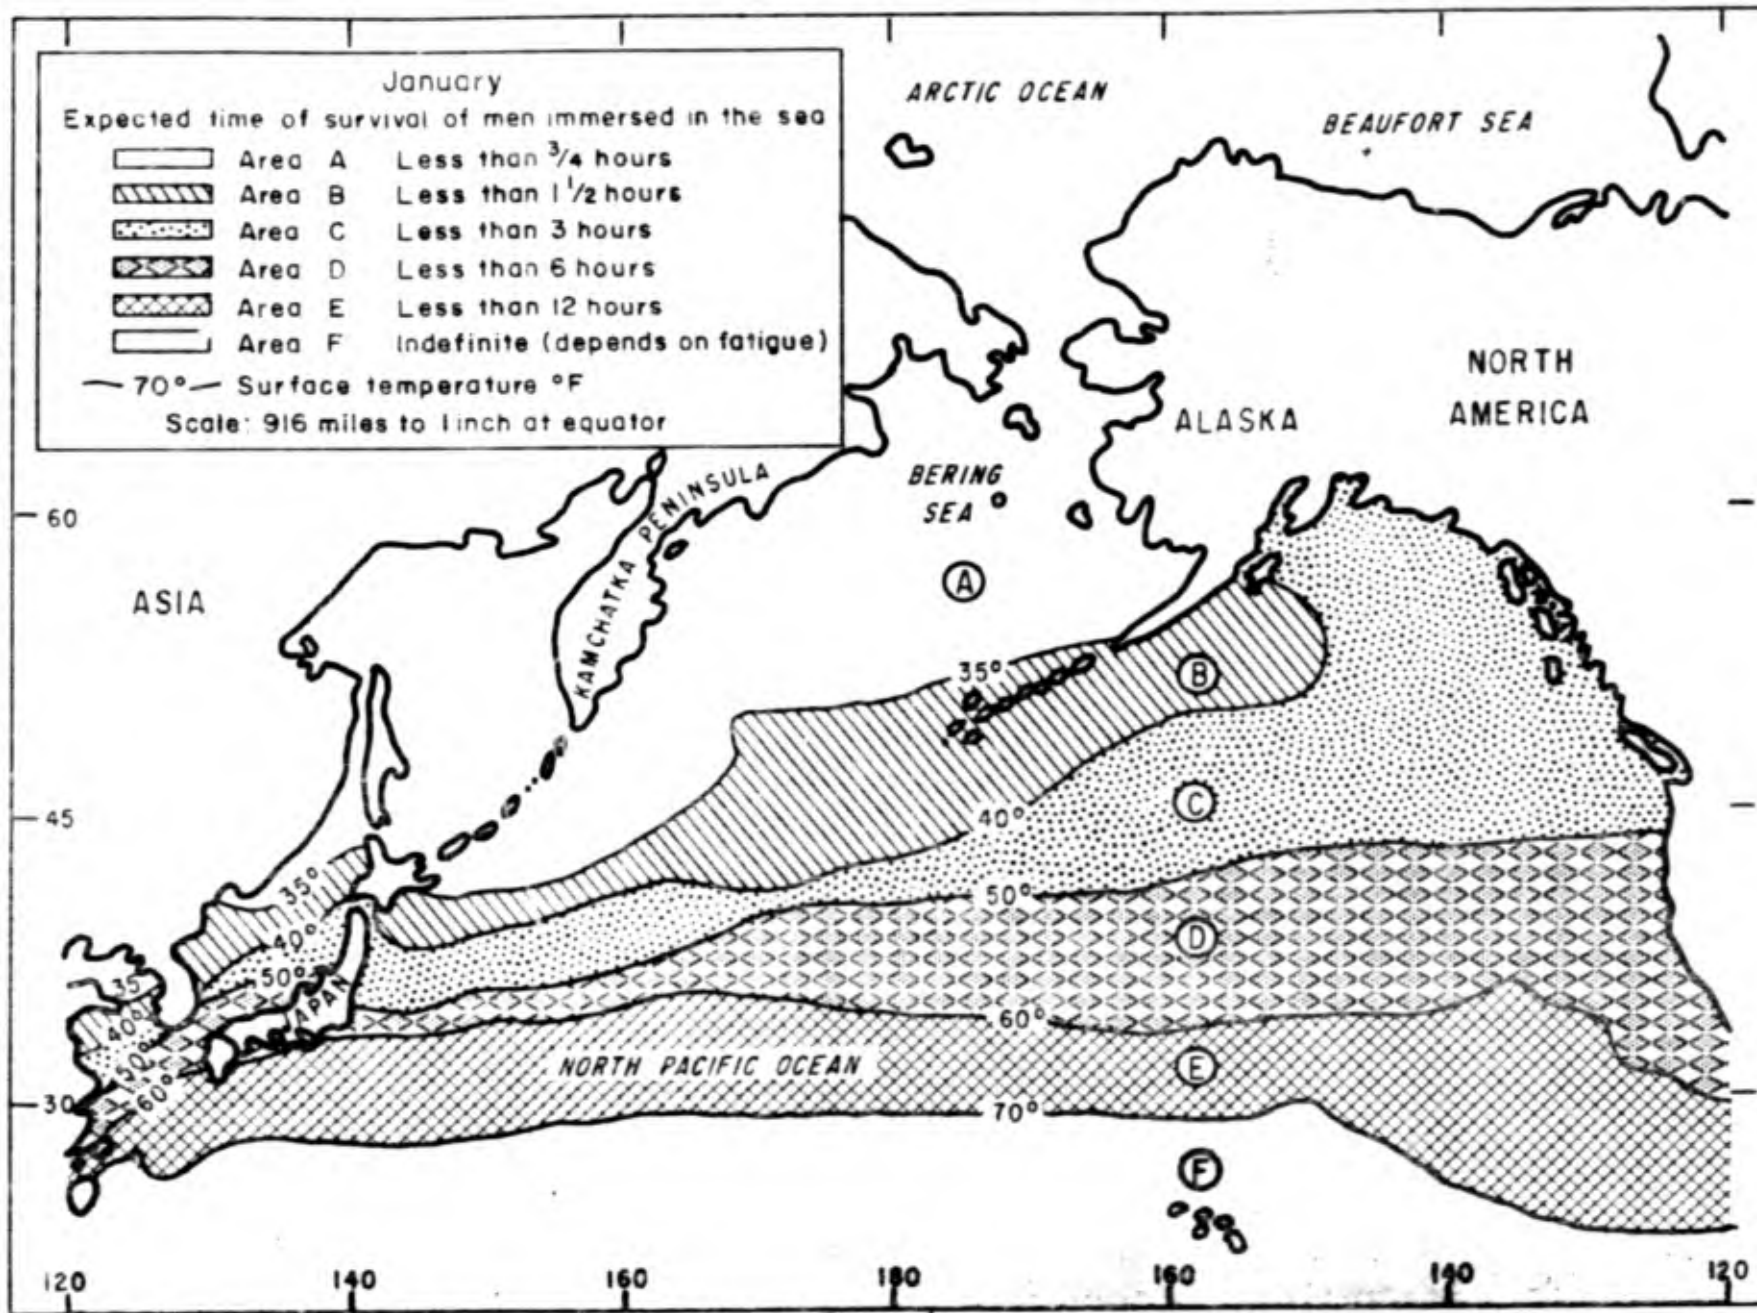 January
Expected time of survival of men immersed in the sea
Area A Less than 3/4 hours
Area B Less than 1 1/2 hours
Area C Less than 3 hours
Area D Less than 6 hours
Area E Less than 12 hours
Area F Indefinite (depends on fatigue)
70° Surface temperature °F
Scale: 916 miles to 1 inch at equator
ARCTIC OCEAN
BEAUFORT SEA
NORTH
AMERICA
ALASKA
BERING
SEA
KAMCHATKA PENINSULA
60
ASIA
A
35°
B
C
45
40°
35°
50°
40°
D
50°
35°
JAPAN
40°
60°
50°
NORTH PACIFIC OCEAN
E
60°
30
70°
F
120
140
160
180
160
140
120